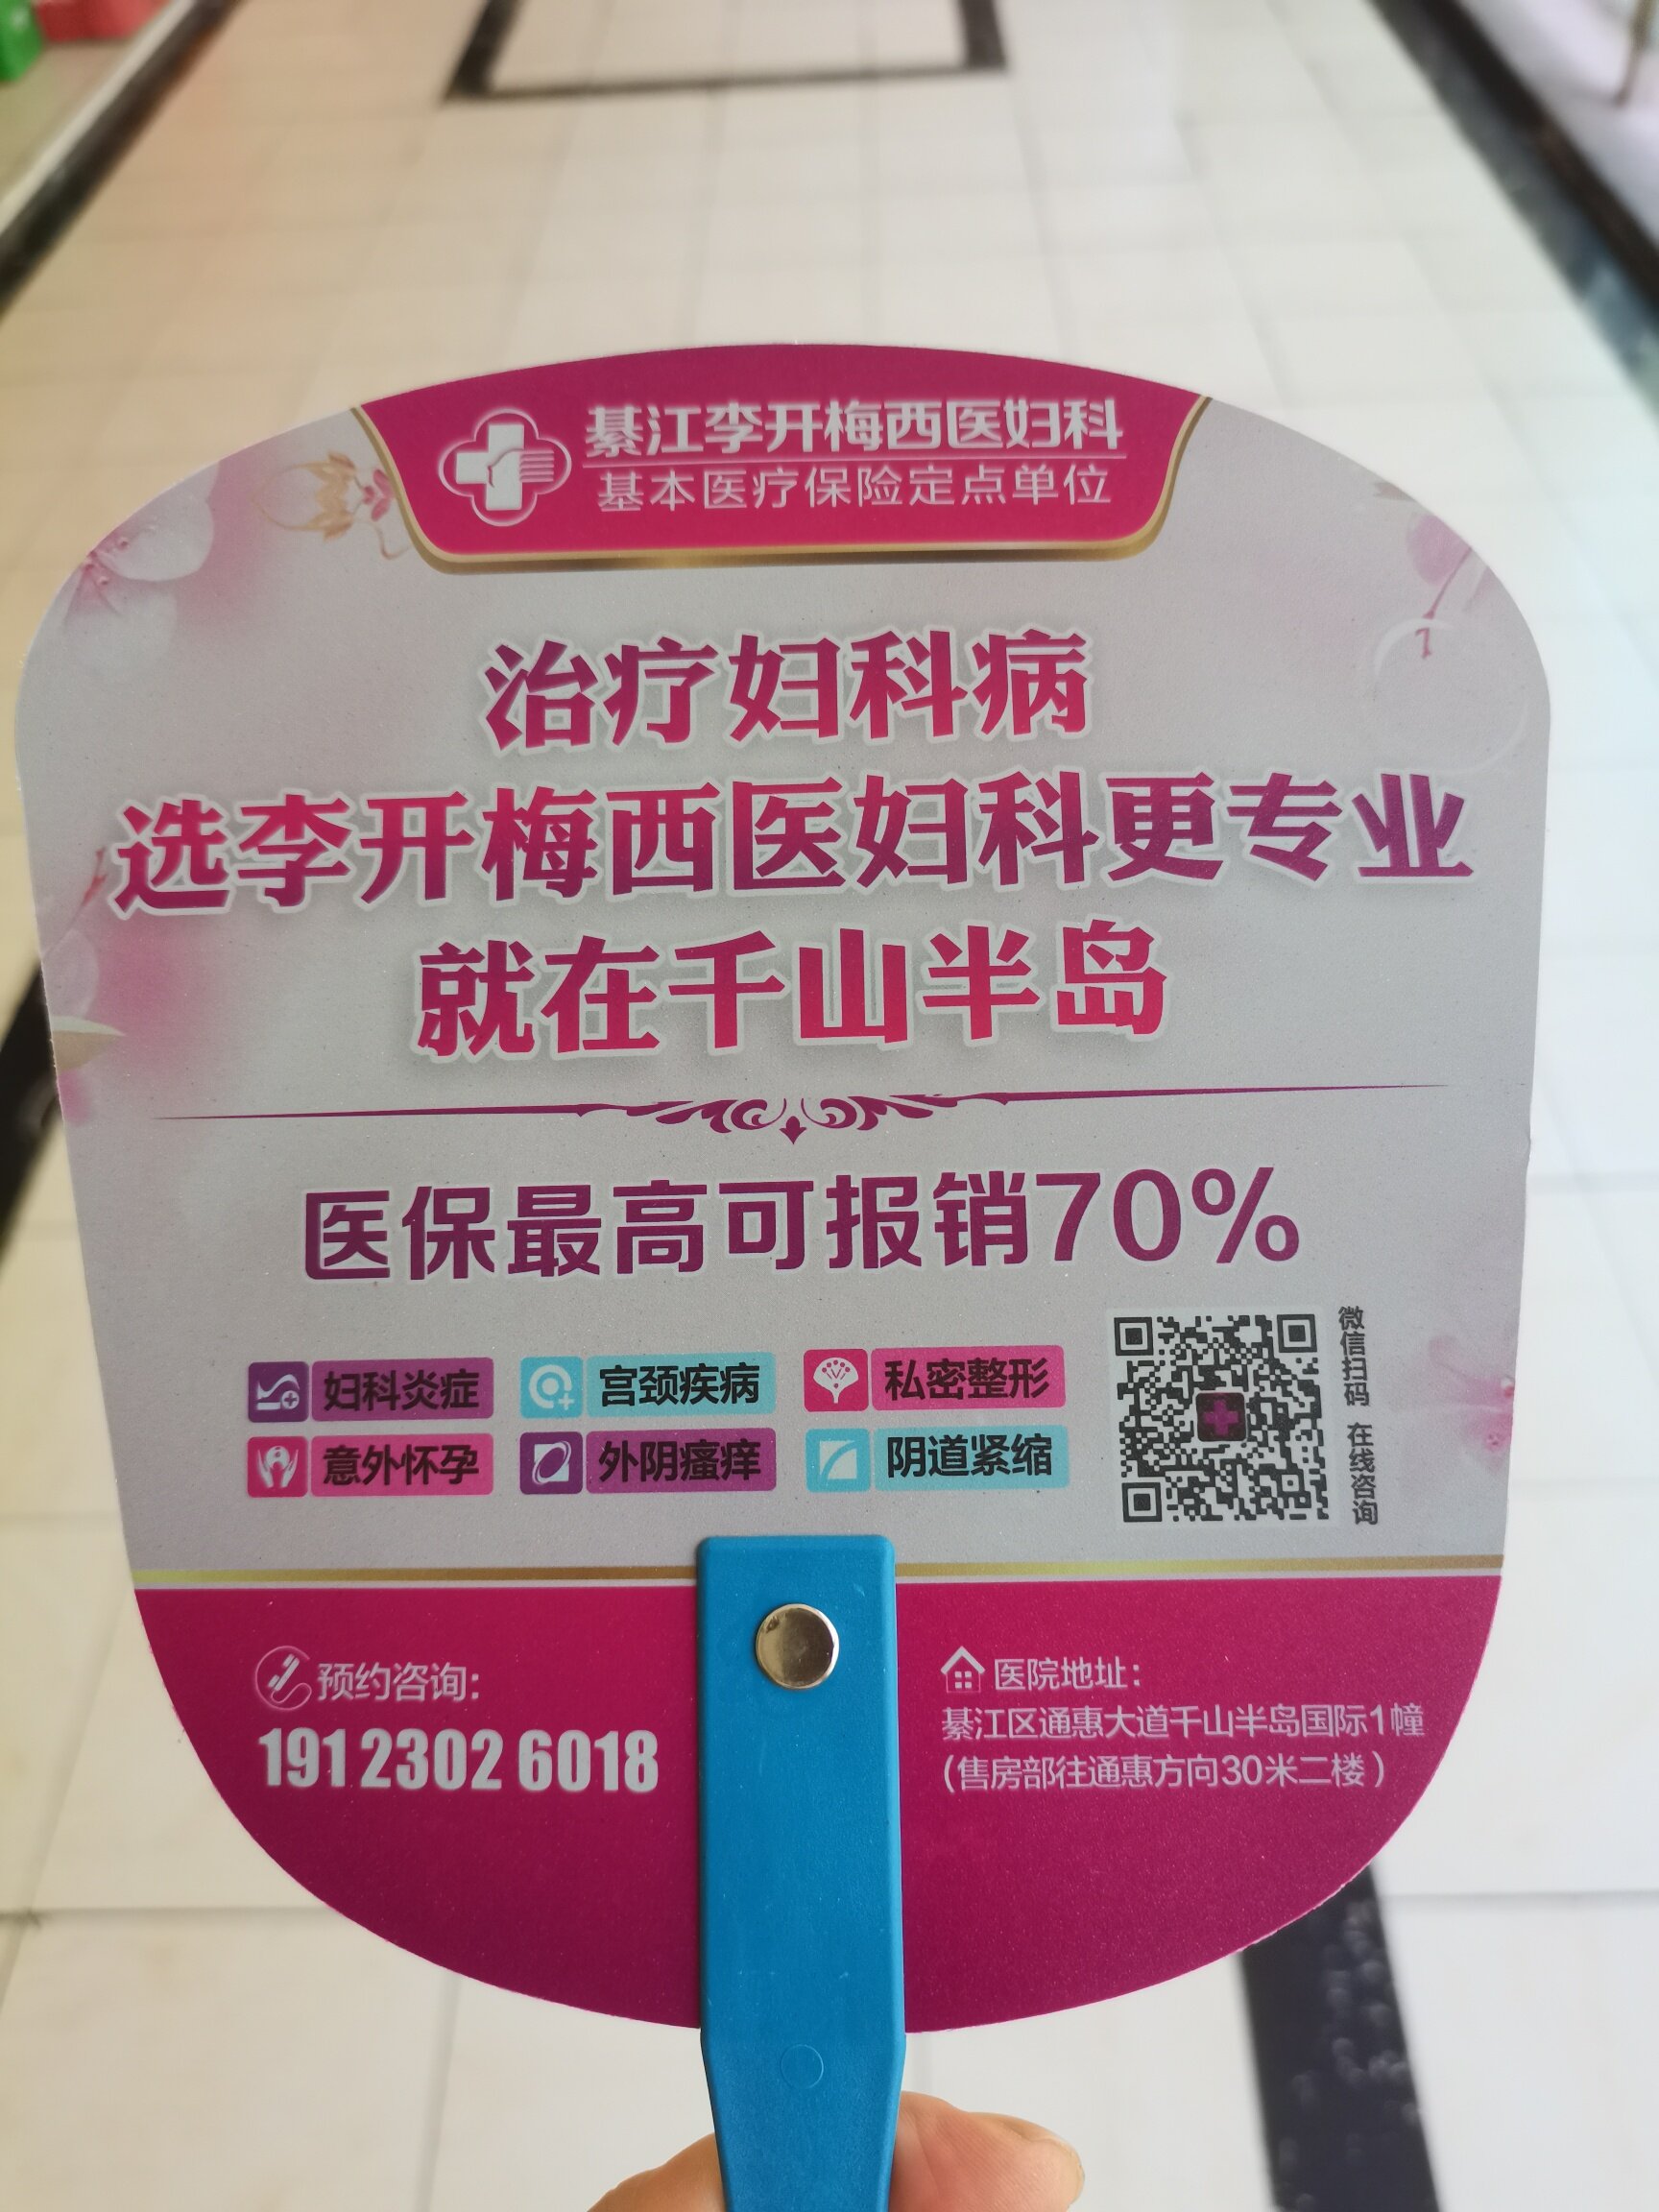 綦江李开梅西医妇科
基本医疗保险定点单位
治疗妇科病
选李开梅西医妇科更专业
就在千山半岛
医保最高可报销70%
妇科炎症
宫颈疾病
私密整形
意外怀孕
外阴瘙痒
阴道紧缩
微信扫码 在线咨询
预约咨询：
191 2302 6018
医院地址：
綦江区通惠大道千山半岛国际1幢
（售房部往通惠方向30米二楼）